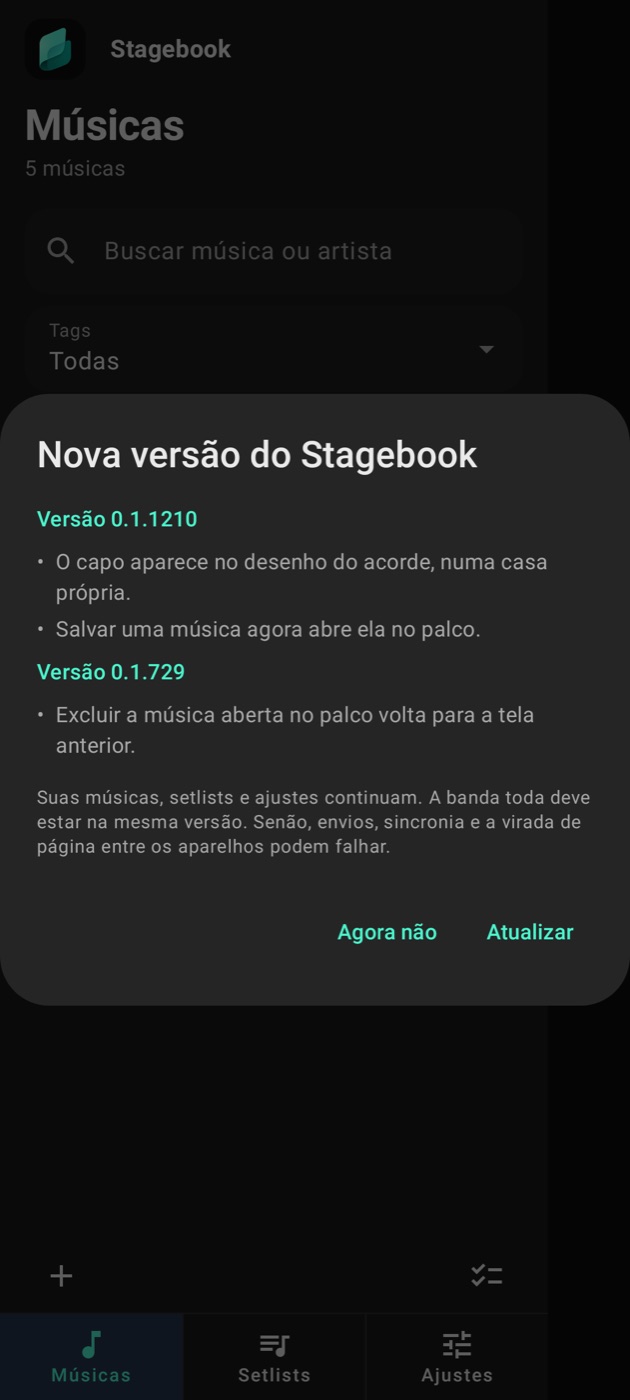 Stagebook
Músicas
5 músicas
Buscar música ou artista
Tags
Todas
Nova versão do Stagebook
Versão 0.1.1210
• O capo aparece no desenho do acorde, numa casa
própria.
• Salvar uma música agora abre ela no palco.
Versão 0.1.729
• Excluir a música aberta no palco volta para a tela
anterior.
Suas músicas, setlists e ajustes continuam. A banda toda deve
estar na mesma versão. Senão, envios, sincronia e a virada de
página entre os aparelhos podem falhar.
Agora não Atualizar
Músicas Setlists Ajustes